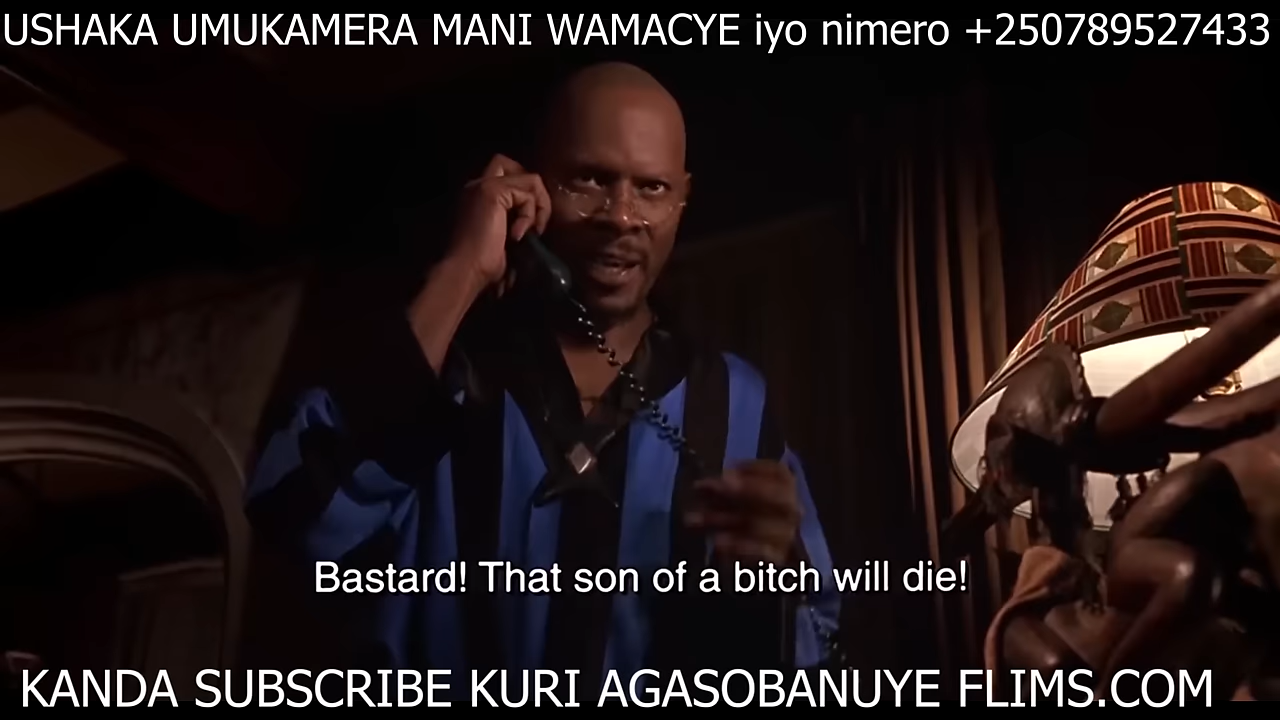 USHAKA UMUKAMERA MANI WAMACYE iyo nimero +250789527433
Bastard! That son of a bitch will die!
KANDA SUBSCRIBE KURI AGASOBANUYE FLIMS.COM